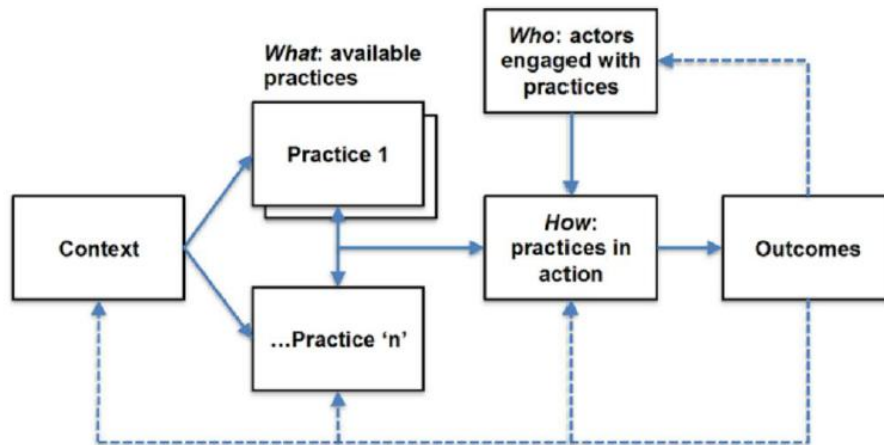 What: available
practices
Who: actors
engaged with
practices
Practice 1
Context
How:
practices in
action
Outcomes
...Practice ‘n’